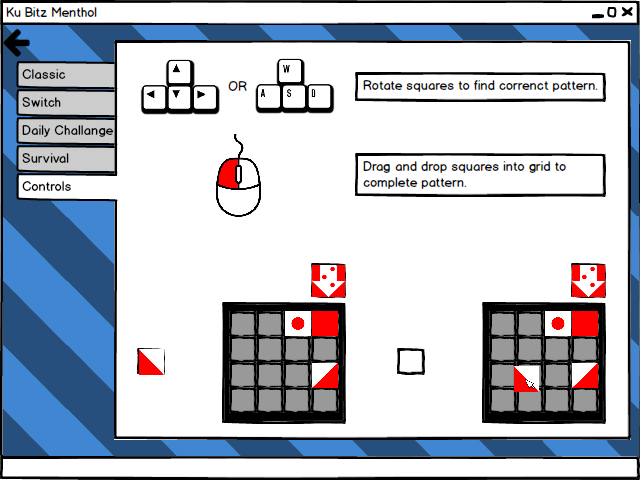 Ku Bitz Menthol
Classic
Switch
Daily Challange
Survival
Controls
W
OR
A S D
Rotate squares to find correnct pattern.
Drag and drop squares into grid to
complete pattern.